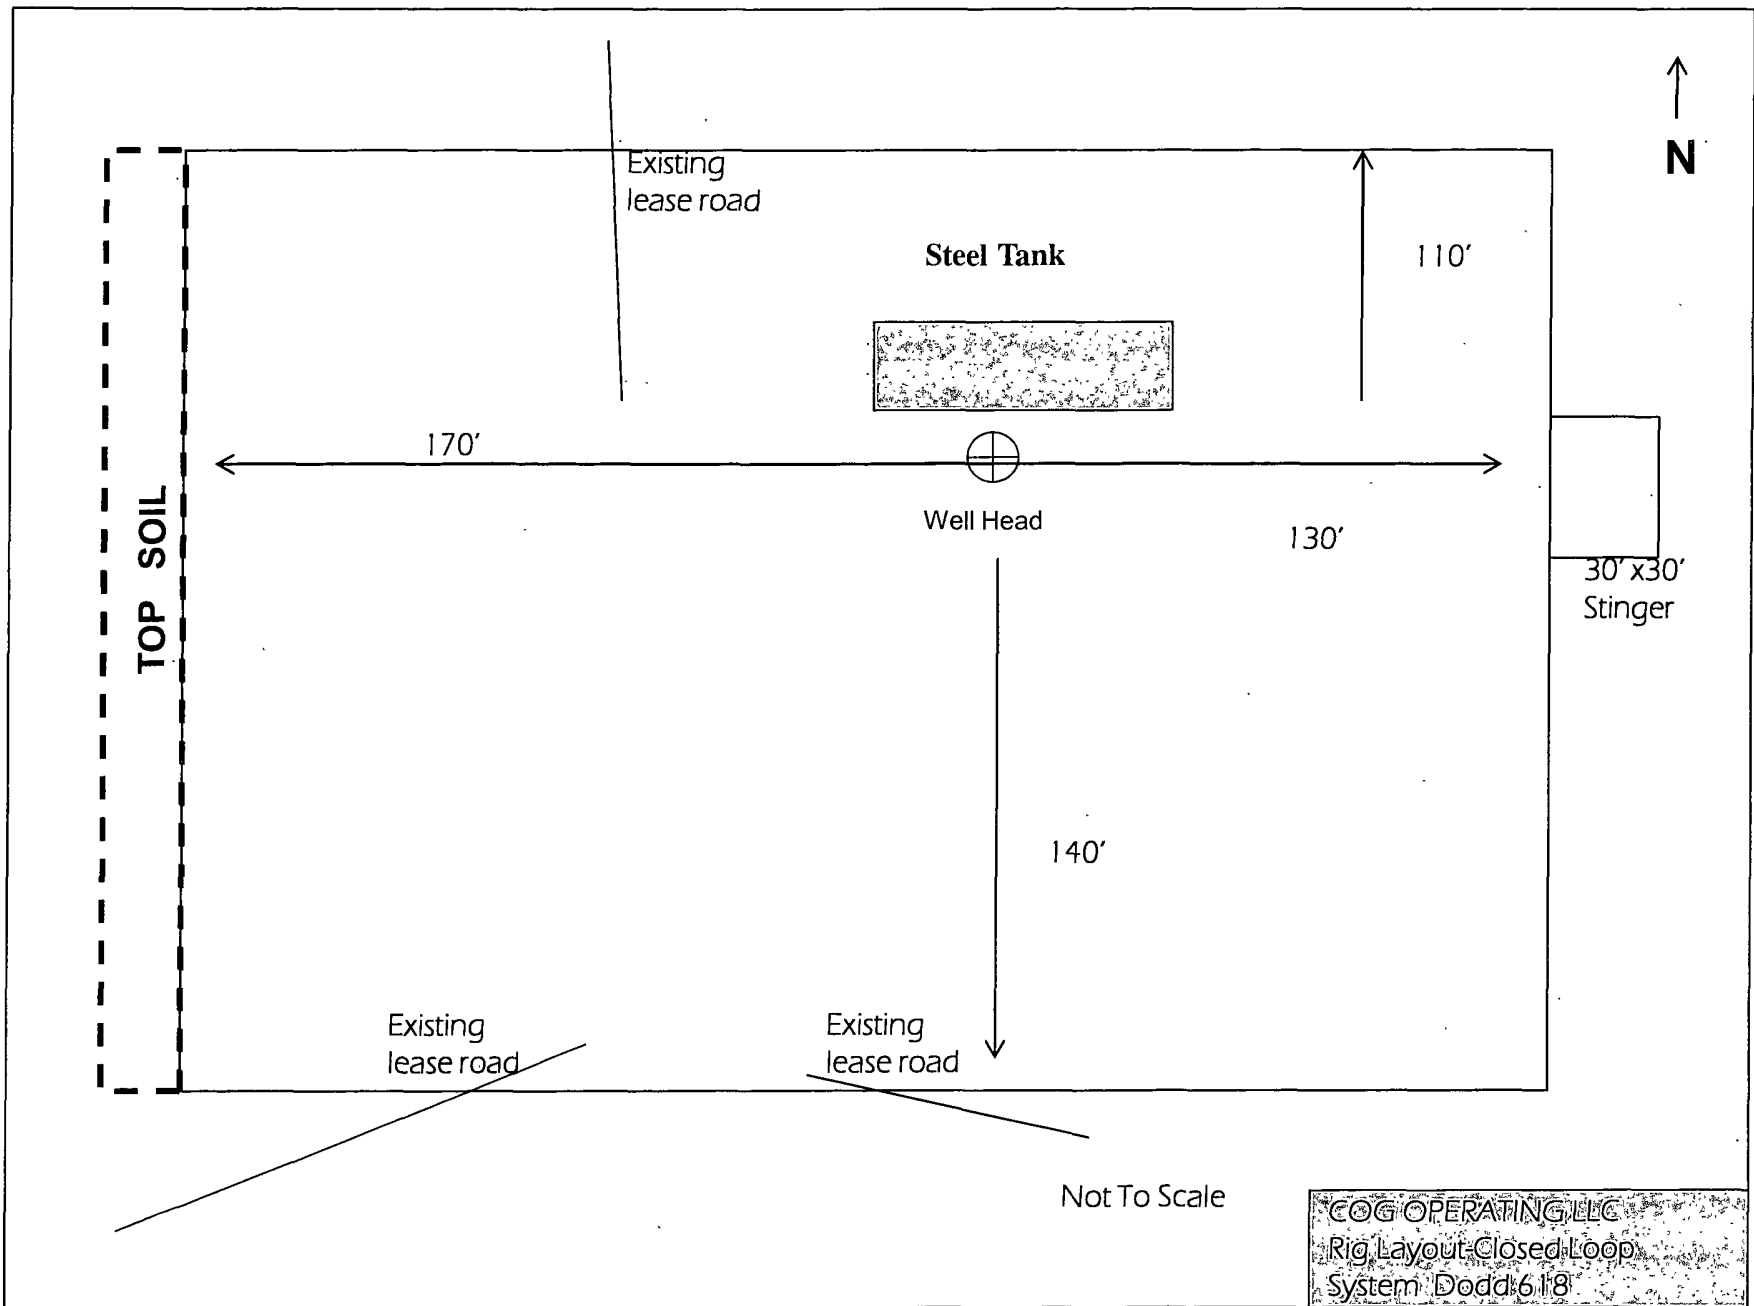 N
Existing
lease road
Steel Tank
110'
170'
Well Head
130'
TOP SOIL
30'x30'
Stinger
140'
Existing
lease road
Existing
lease road
Not To Scale
COG OPERATING LLC
Rig Layout-Closed Loop
System Dodd 618